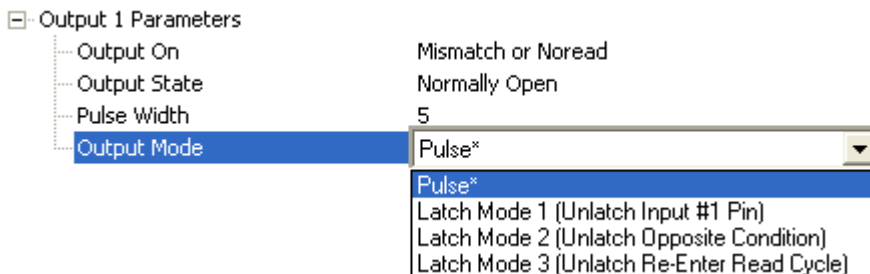 Output 1 Parameters
Output On Mismatch or Noread
Output State Normally Open
Pulse Width 5
Output Mode Pulse*
Pulse*
Latch Mode 1 (Unlatch Input #1 Pin)
Latch Mode 2 (Unlatch Opposite Condition)
Latch Mode 3 (Unlatch Re-Enter Read Cycle)